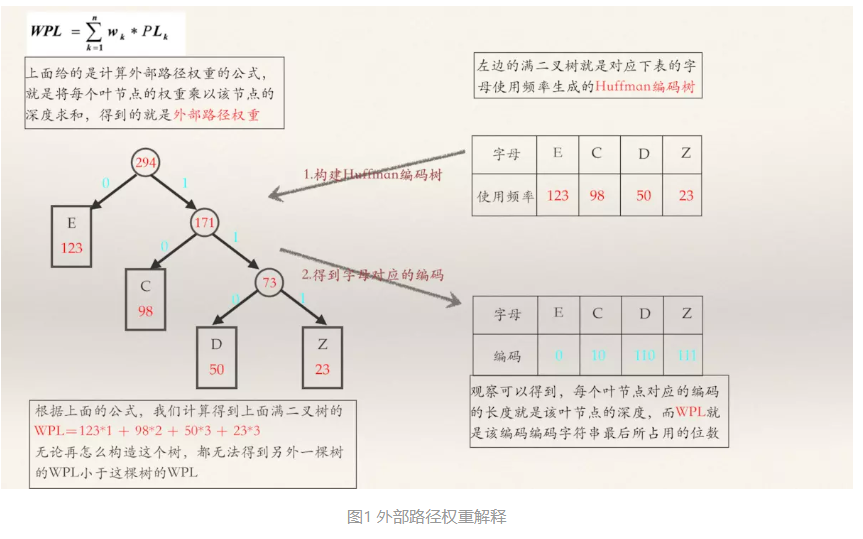 WPL = n∑k=1 wk * PLk
上面给的是计算外部路径权重的公式，
就是将每个叶节点的权重乘以该节点的
深度求和，得到的就是外部路径权重
左边的满二叉树就是对应下表的字
母使用频率生成的Huffman编码树
294
0
1
E
123
171
0
1
C
98
73
0
1
D
50
Z
23
1.构建Huffman编码树
字母 E C D Z
使用频率 123 98 50 23
2.得到字母对应的编码
字母 E C D Z
编码 0 10 110 111
观察可以得到，每个叶节点对应的编码
的长度就是该叶节点的深度，而WPL就
是该编码编码字符串最后所占用的位数
根据上面的公式，我们计算得到上面满二叉树的
WPL=123*1 + 98*2 + 50*3 + 23*3
无论再怎么构造这个树，都无法得到另外一棵树
的WPL小于这棵树的WPL
图1 外部路径权重解释